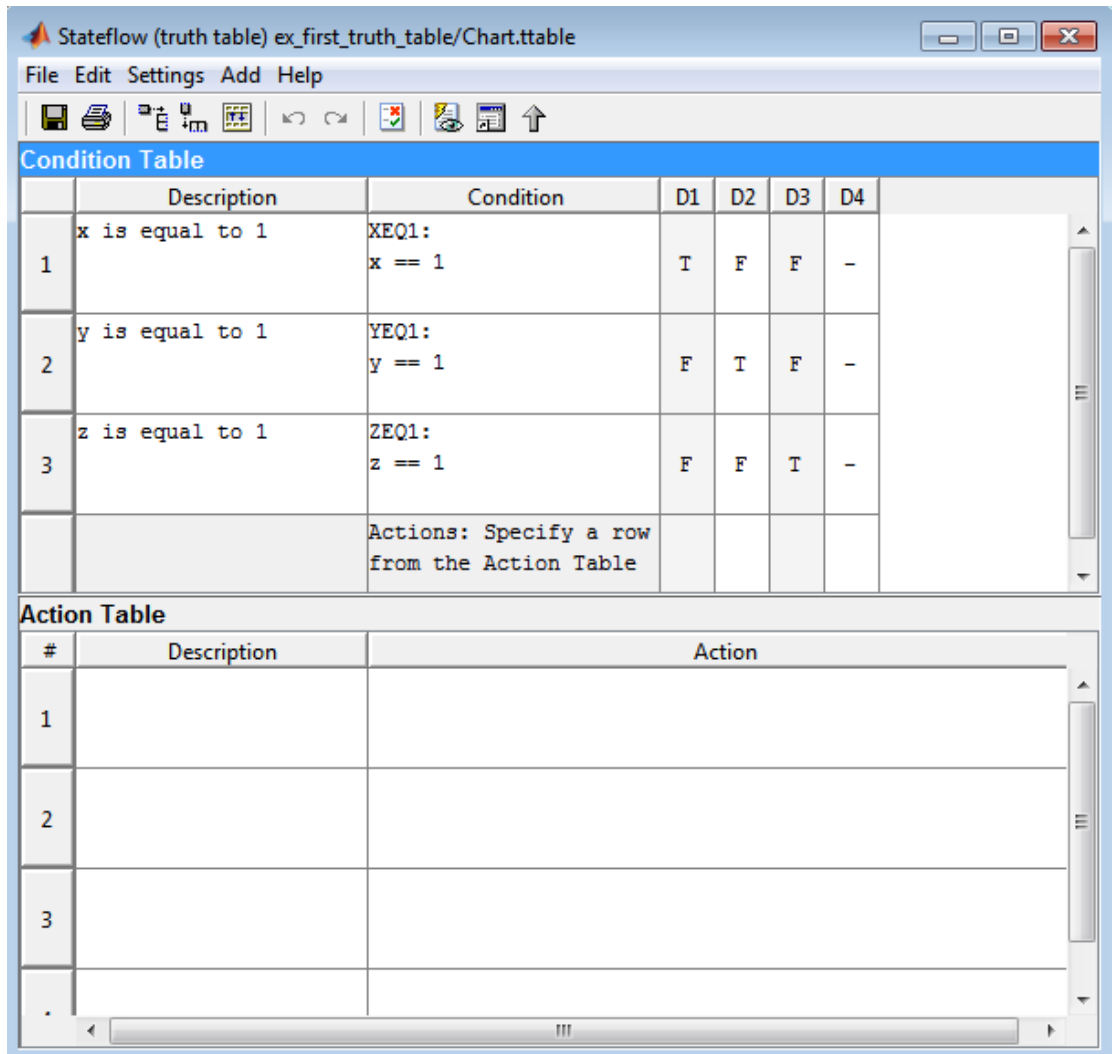 Stateflow (truth table) ex_first_truth_table/Chart.ttable
File Edit Settings Add Help
Condition Table
Description Condition D1 D2 D3 D4
x is equal to 1 XEQ1:
1 x == 1 T F F -
y is equal to 1 YEQ1:
2 y == 1 F T F -
z is equal to 1 ZEQ1:
3 z == 1 F F T -
Actions: Specify a row
from the Action Table
Action Table
# Description Action
1
2
3